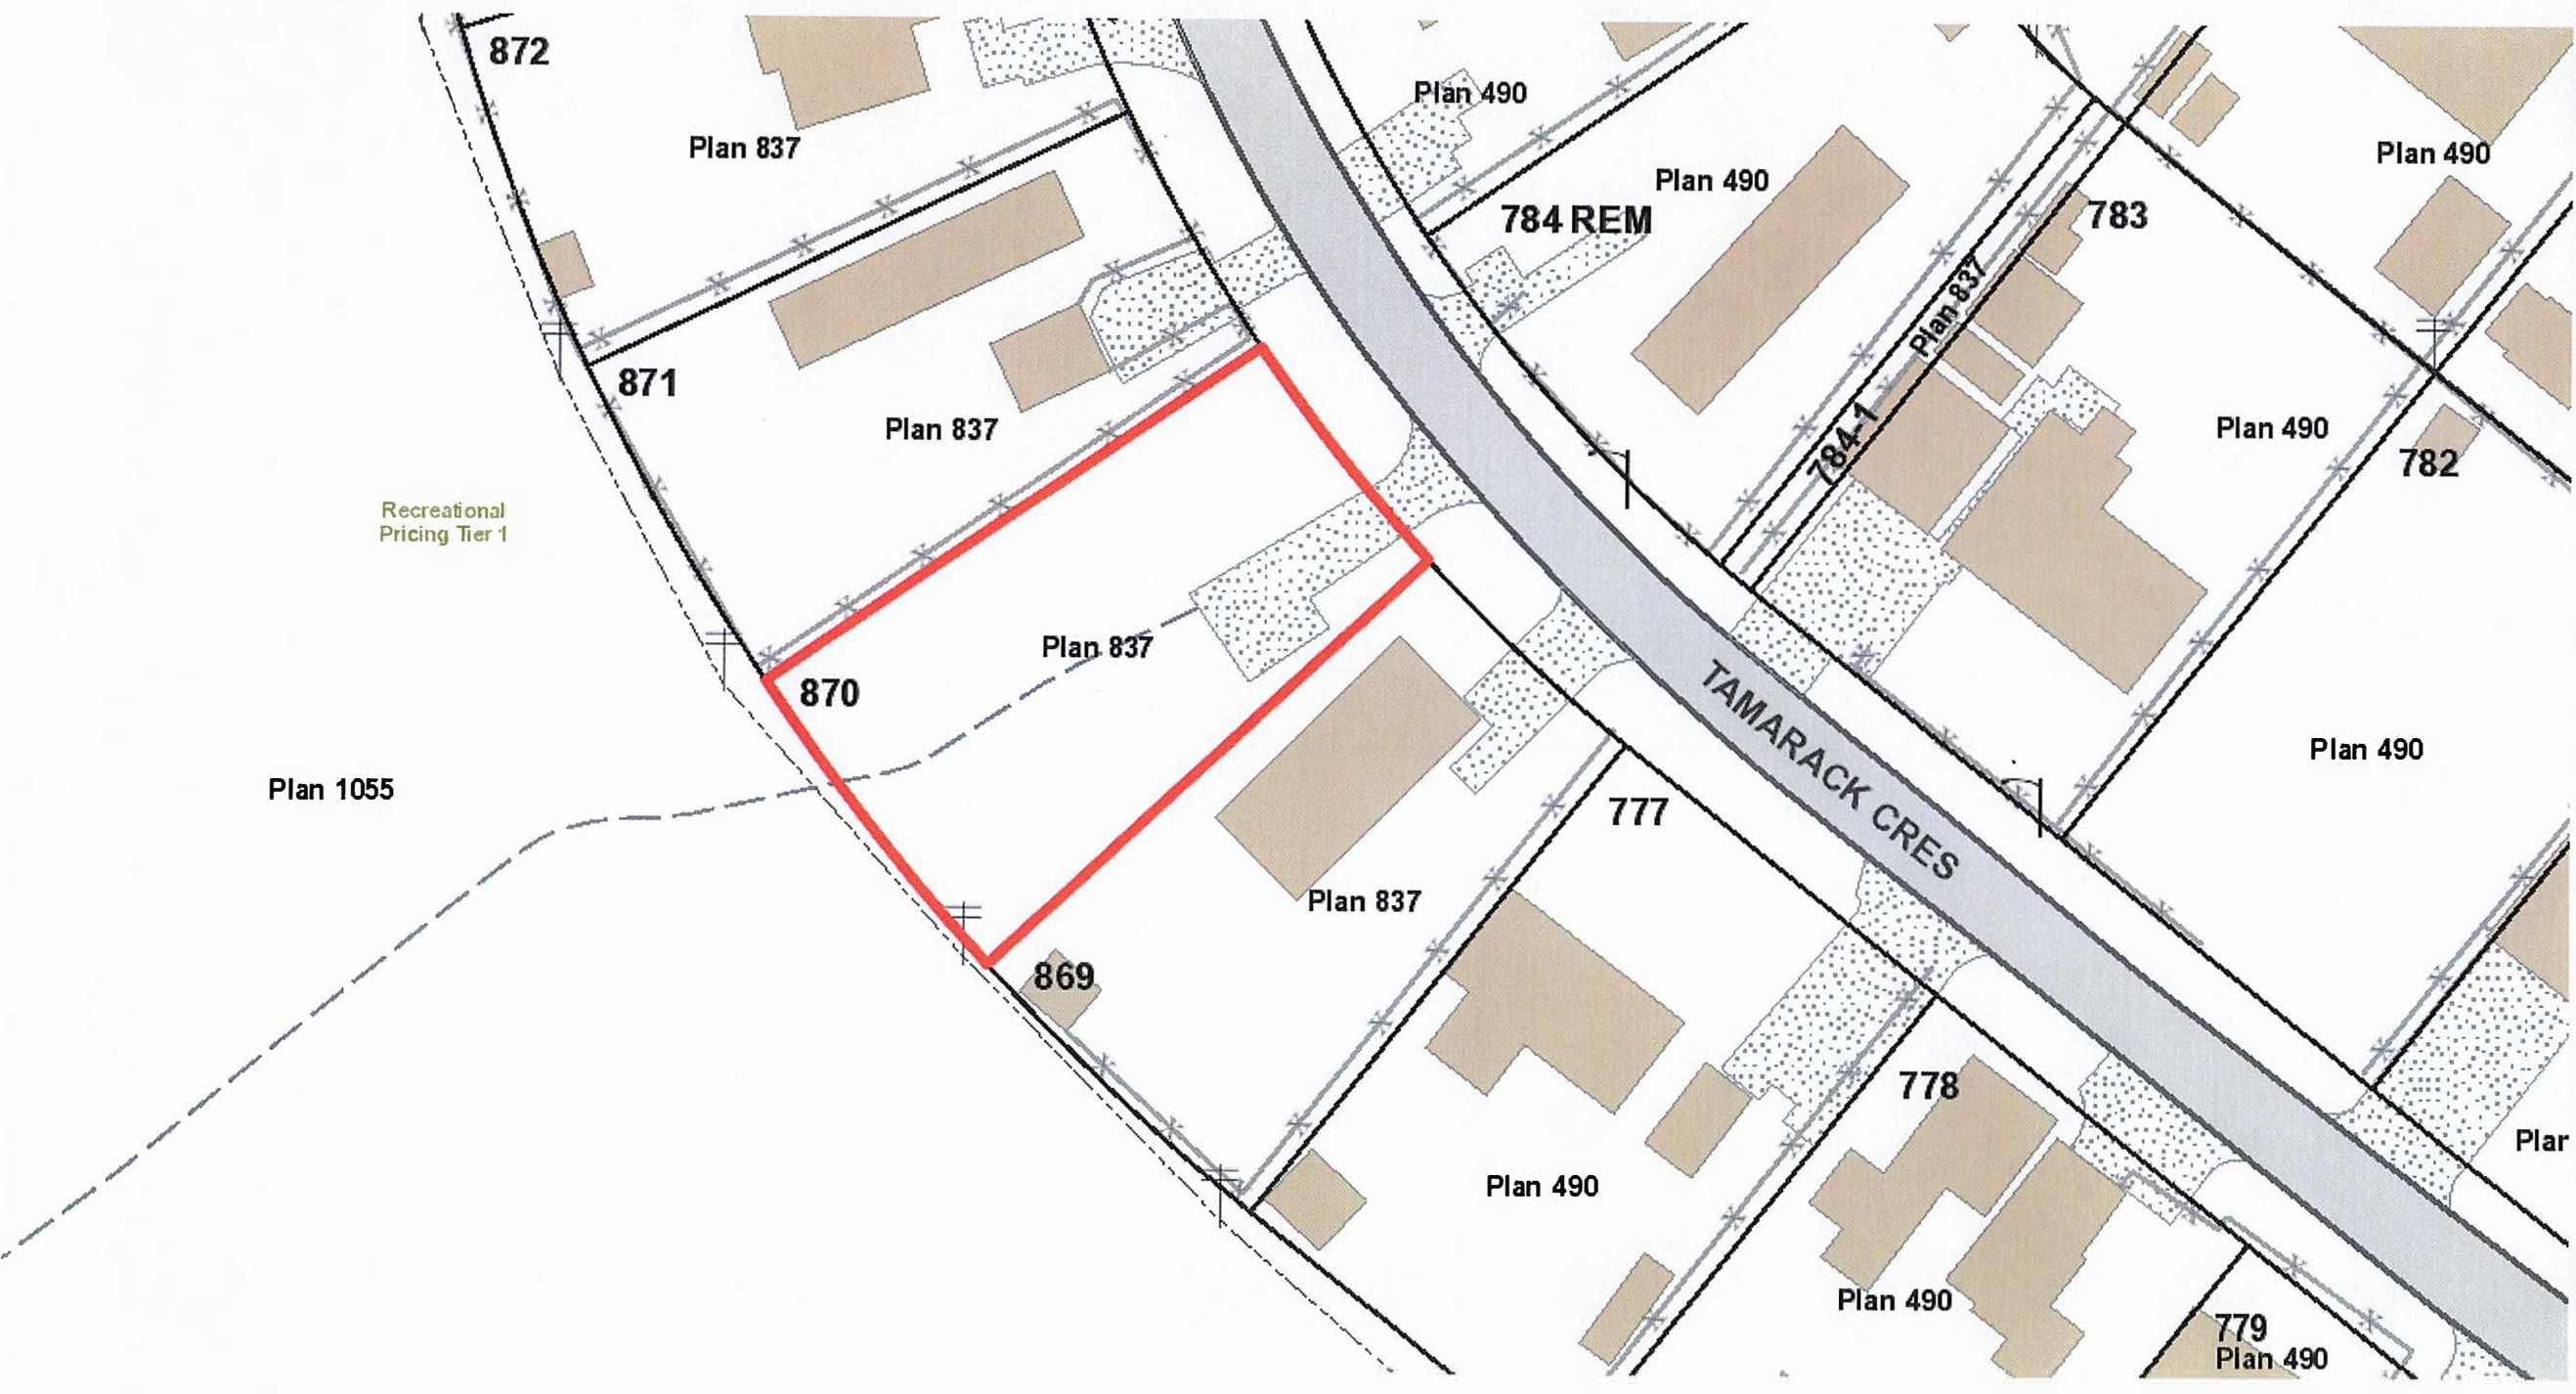 872
Plan 837
Plan 490
784 REM
Plan 490
783
Plan 490
Plan 837
784-1
871
Plan 837
Plan 490
782
Recreational
Pricing Tier 1
Plan 837
870
Plan 1055
TAMARACK CRES
Plan 490
777
Plan 837
869
778
Plan 490
Plan 490
Plar
779
Plan 490